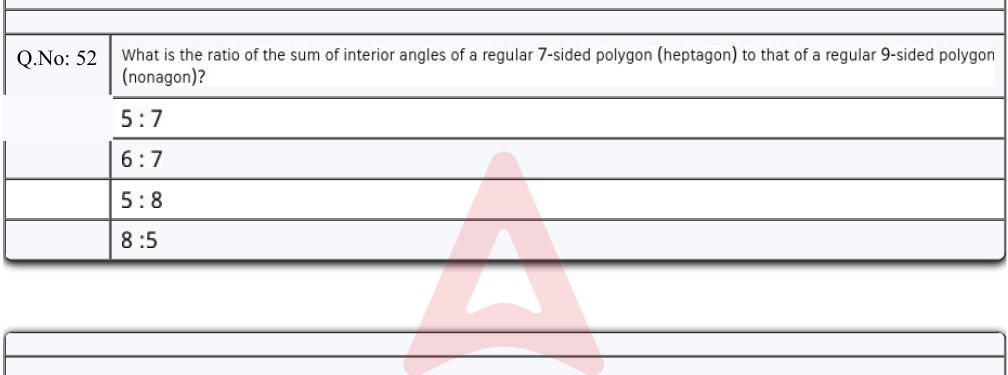 Q.No: 52
What is the ratio of the sum of interior angles of a regular 7-sided polygon (heptagon) to that of a regular 9-sided polygon
(nonagon)?
5 : 7
6 : 7
5 : 8
8 :5